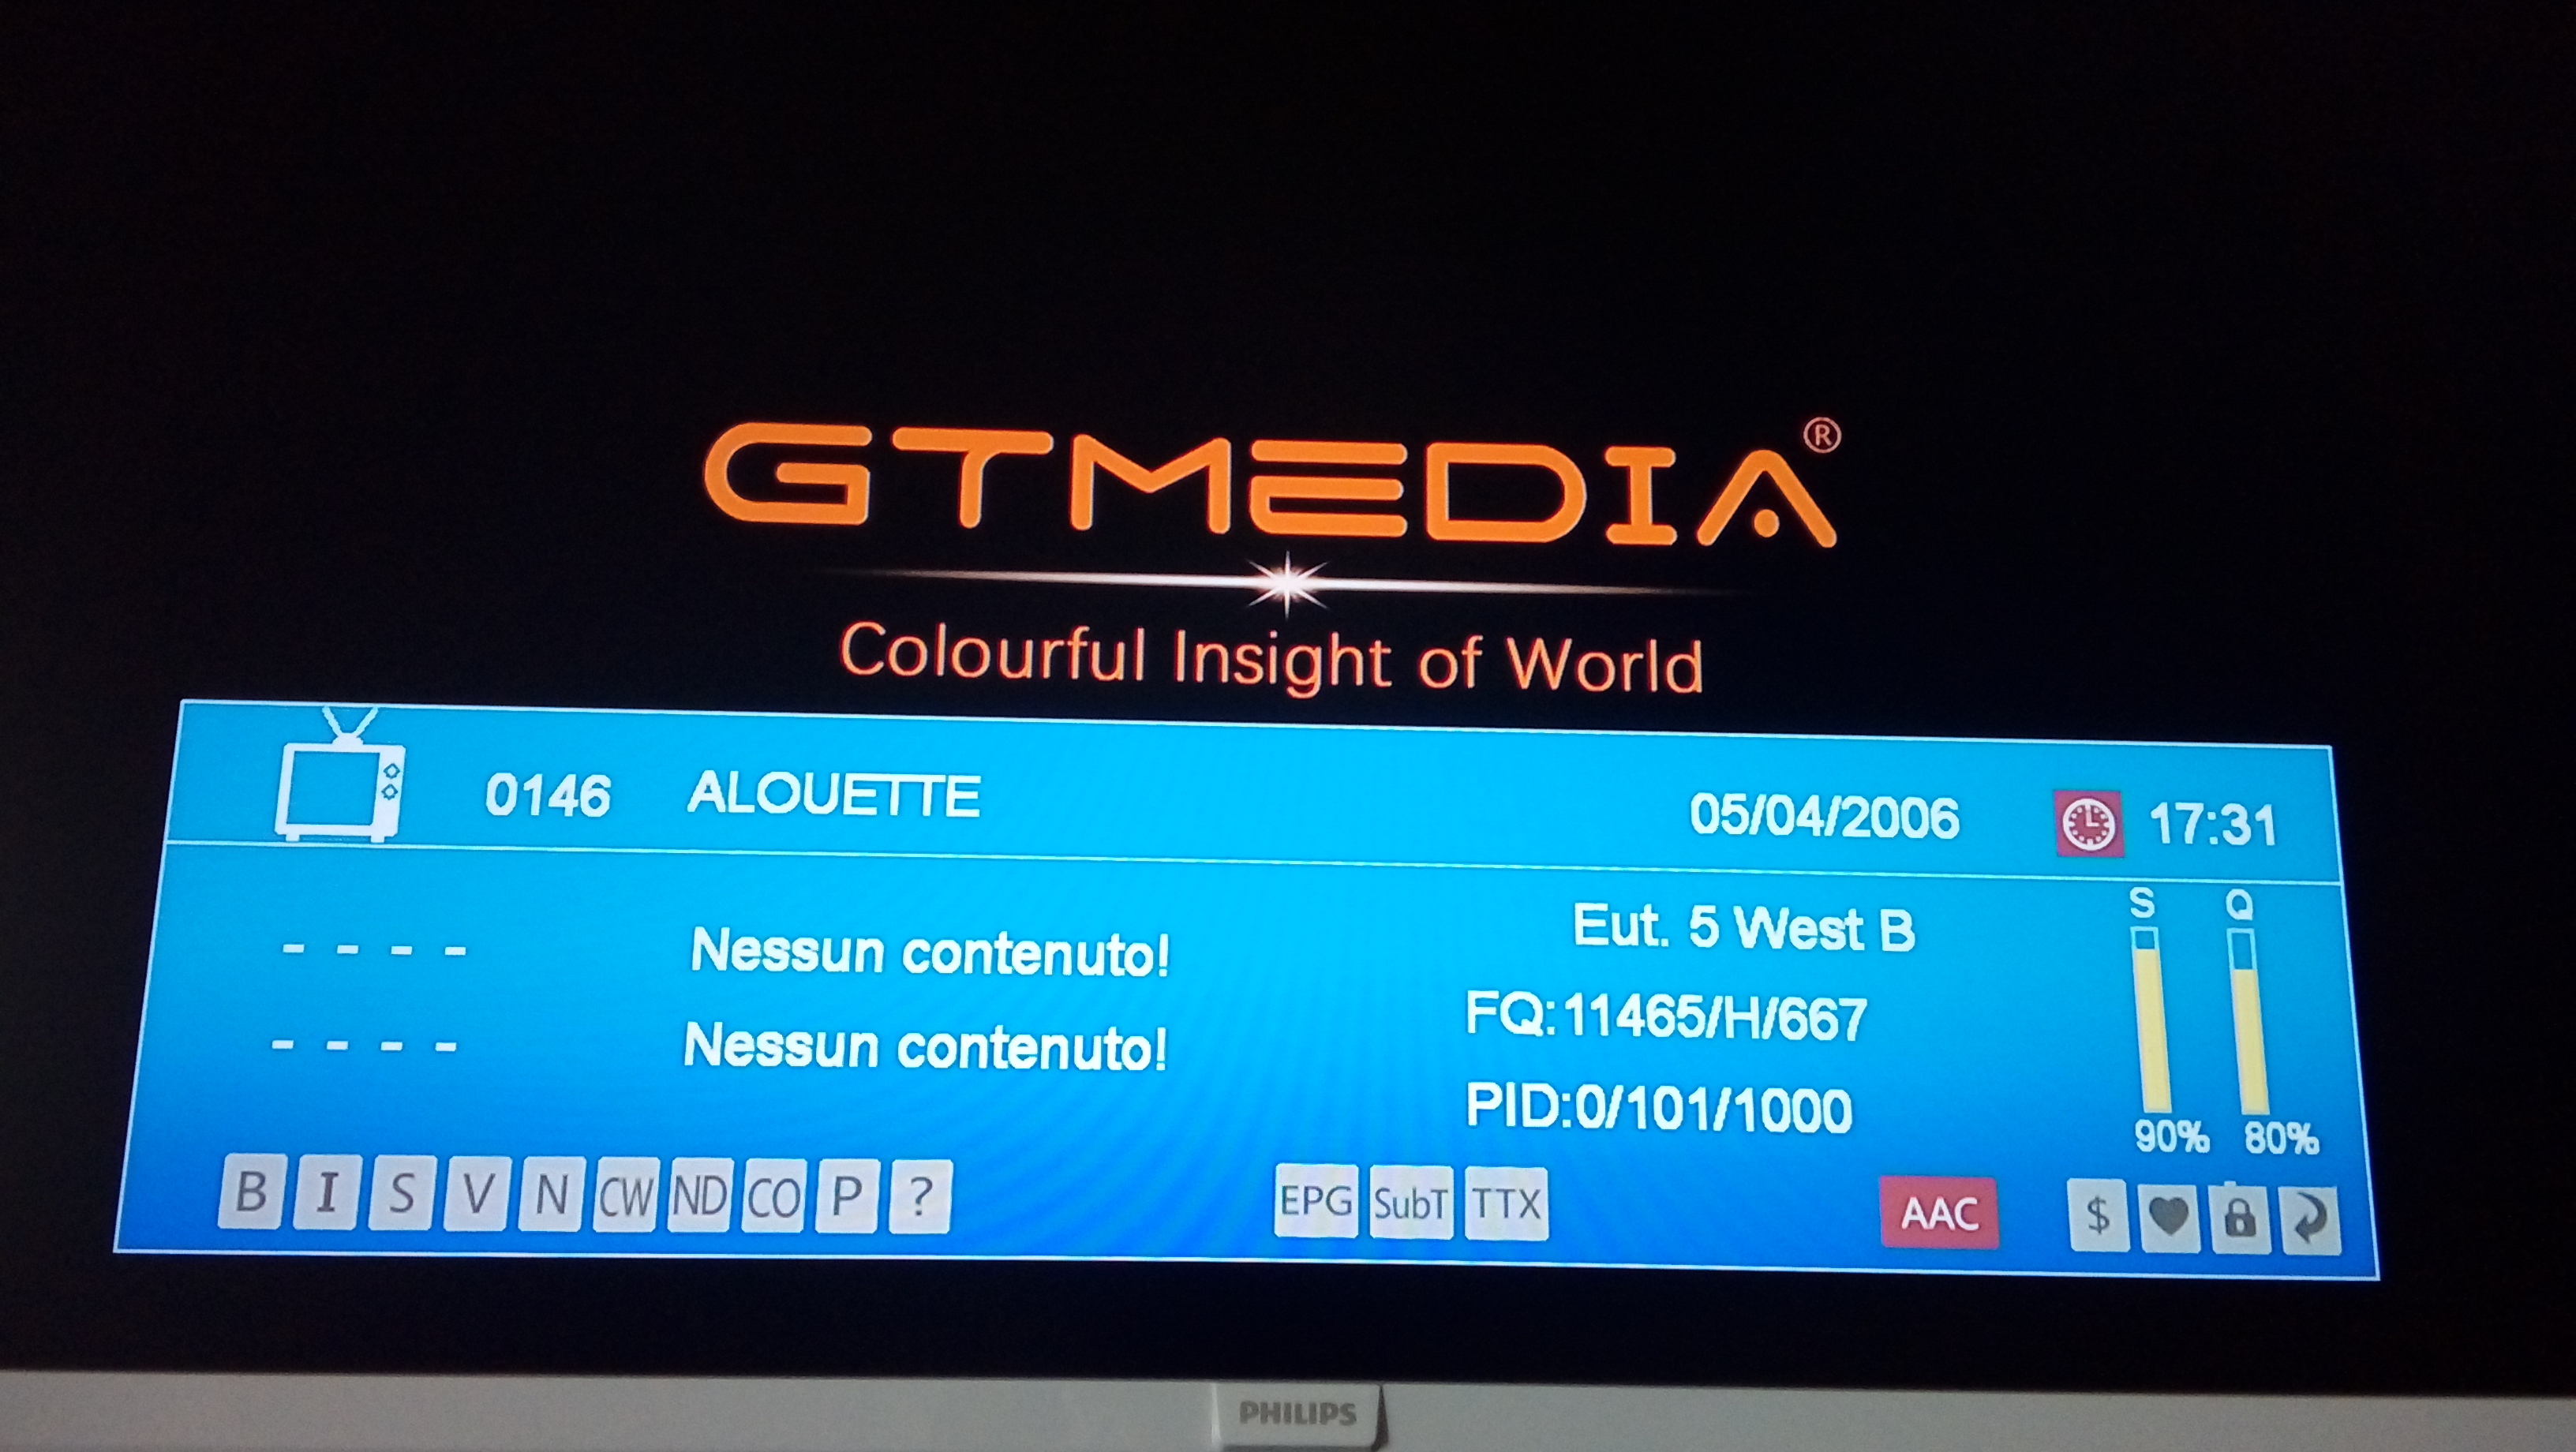 GTMEDIA®
Colourful Insight of World
0146 ALOUETTE 05/04/2006 17:31
S Q
- - - - Nessun contenuto! Eut. 5 West B
FQ:11465/H/667
- - - - Nessun contenuto!
PID:0/101/1000
90% 80%
B I S V N CW ND CO P ? EPG SubT TTX AAC $
PHILIPS